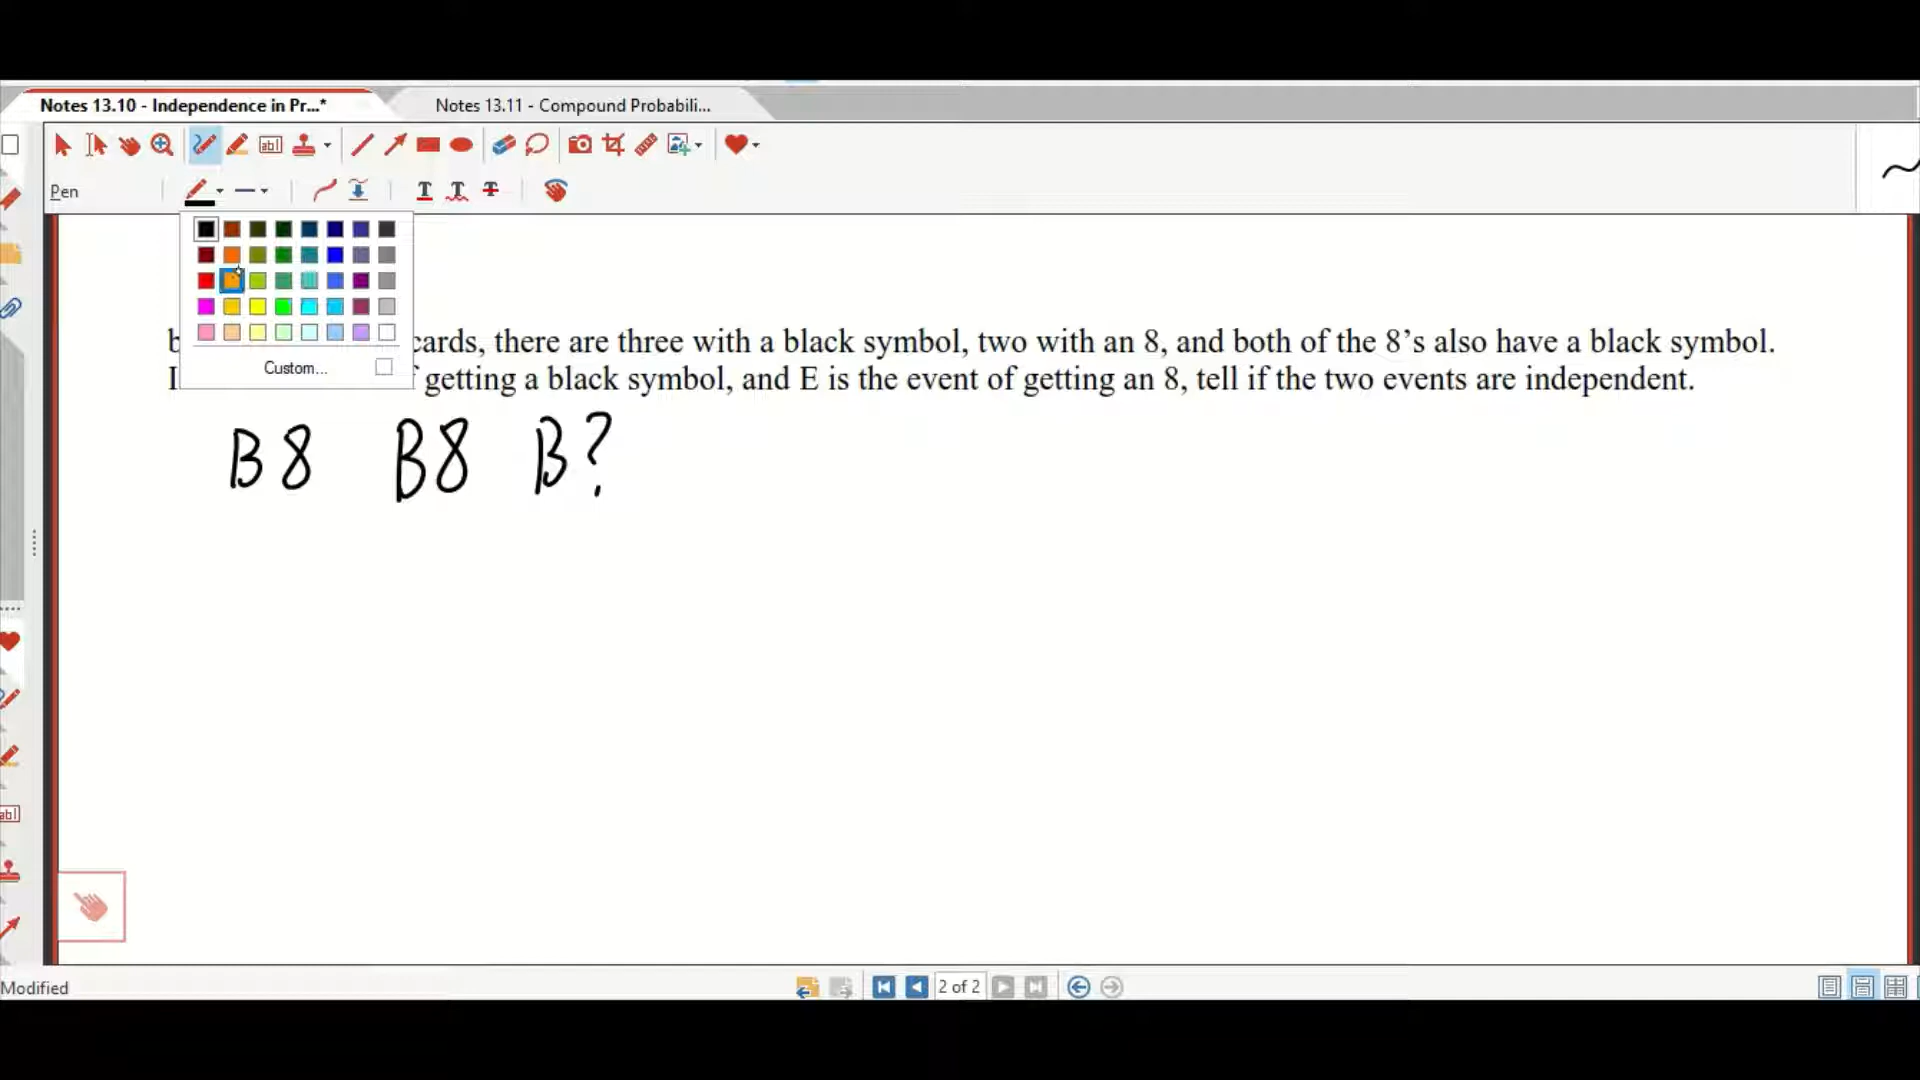 Notes 13.10 - Independence in Pr...* Notes 13.11 - Compound Probabili...
Pen
Custom...
b cards, there are three with a black symbol, two with an 8, and both of the 8’s also have a black symbol.
I getting a black symbol, and E is the event of getting an 8, tell if the two events are independent.
B8 B8 B?
Modified 2 of 2